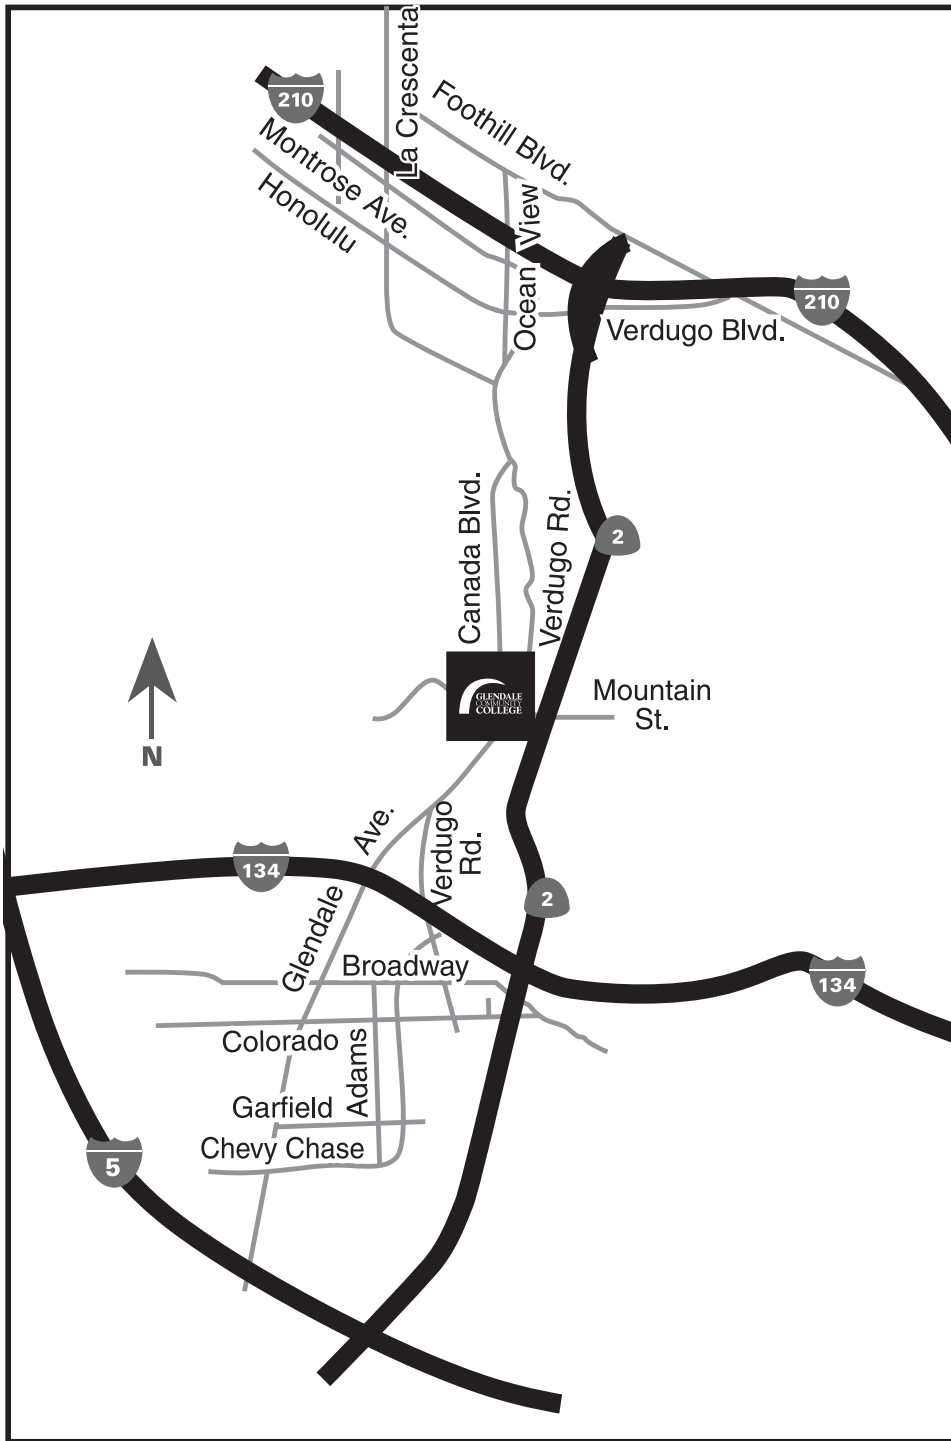 La Crescenta
210
Foothill Blvd.
Montrose Ave.
Honolulu
Ocean View
210
Verdugo Blvd.
Canada Blvd.
Verdugo Rd.
2
GLENDALE
COMMUNITY
COLLEGE
Mountain
St.
N
Glendale Ave.
Verdugo
Rd.
134
2
Broadway
134
Colorado
Adams
Garfield
Chevy Chase
5